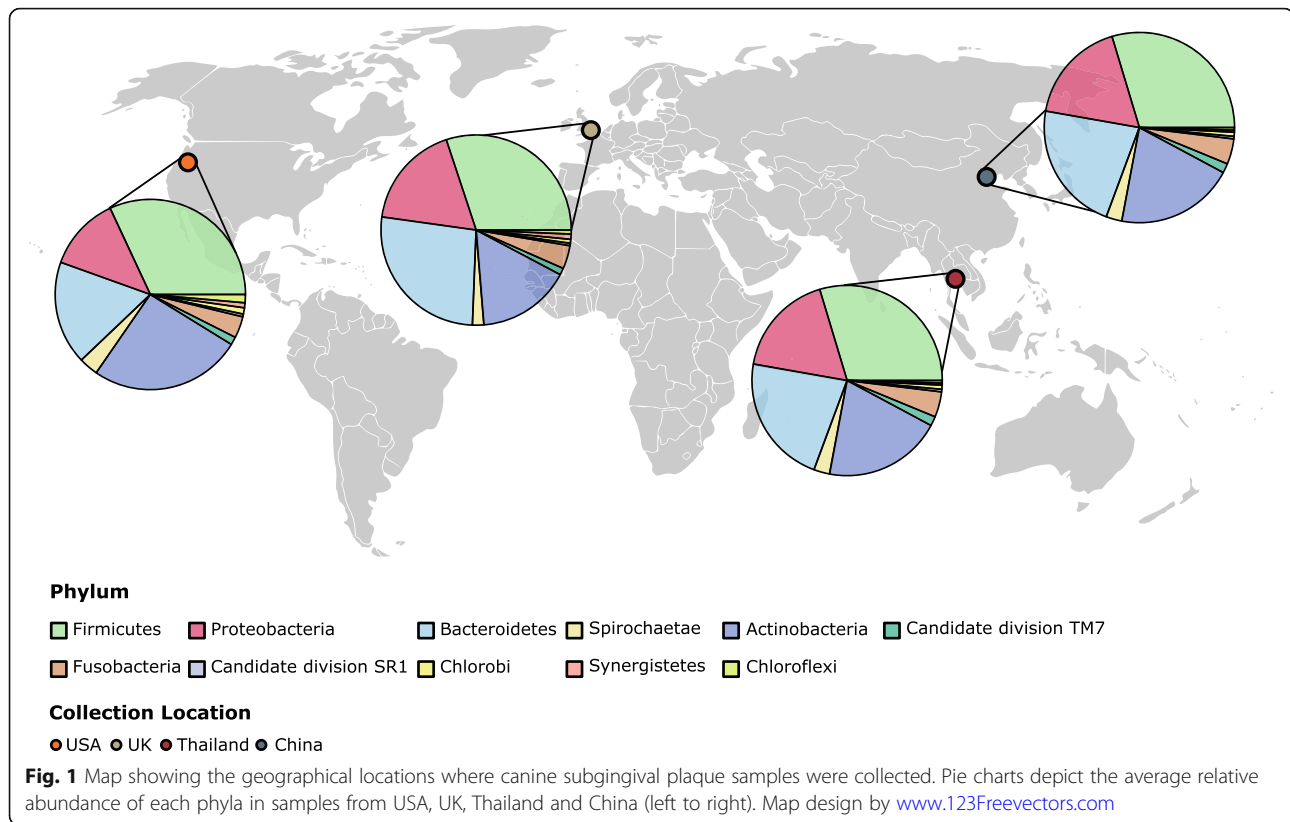 Phylum
Firmicutes Proteobacteria Bacteroidetes Spirochaetae Actinobacteria Candidate division TM7
Fusobacteria Candidate division SR1 Chlorobi Synergistetes Chloroflexi
Collection Location
USA UK Thailand China
Fig. 1 Map showing the geographical locations where canine subgingival plaque samples were collected. Pie charts depict the average relative
abundance of each phyla in samples from USA, UK, Thailand and China (left to right). Map design by www.123Freevectors.com